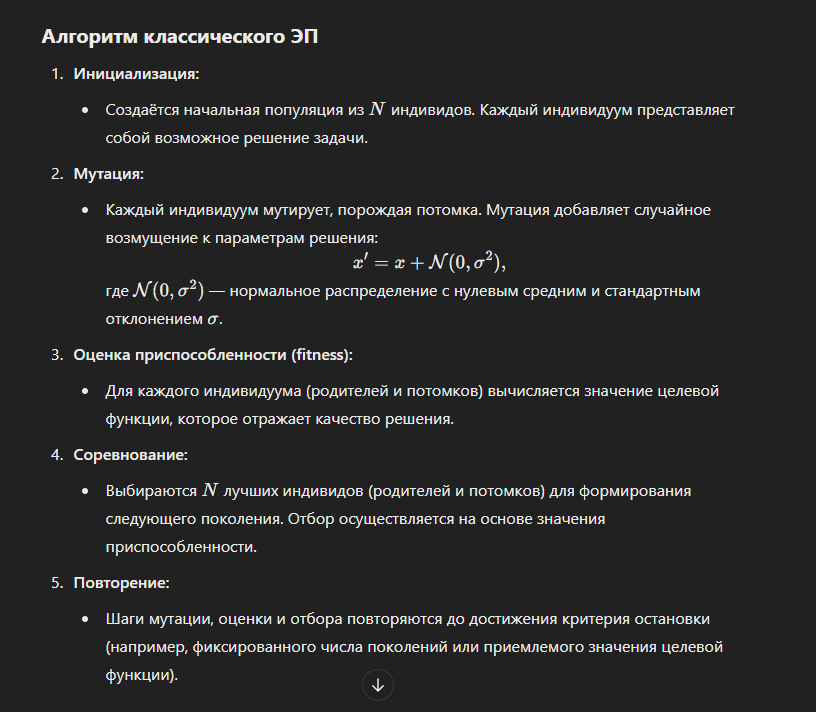 Алгоритм классического ЭП
1. Инициализация:
• Создаётся начальная популяция из N индивидов. Каждый индивидуум представляет
собой возможное решение задачи.
2. Мутация:
• Каждый индивидуум мутирует, порождая потомка. Мутация добавляет случайное
возмущение к параметрам решения:
x′ = x + 𝒩(0, σ²),
где 𝒩(0, σ²) — нормальное распределение с нулевым средним и стандартным
отклонением σ.
3. Оценка приспособленности (fitness):
• Для каждого индивидуума (родителей и потомков) вычисляется значение целевой
функции, которое отражает качество решения.
4. Соревнование:
• Выбираются N лучших индивидов (родителей и потомков) для формирования
следующего поколения. Отбор осуществляется на основе значения
приспособленности.
5. Повторение:
• Шаги мутации, оценки и отбора повторяются до достижения критерия остановки
(например, фиксированного числа поколений или приемлемого значения целевой
функции).